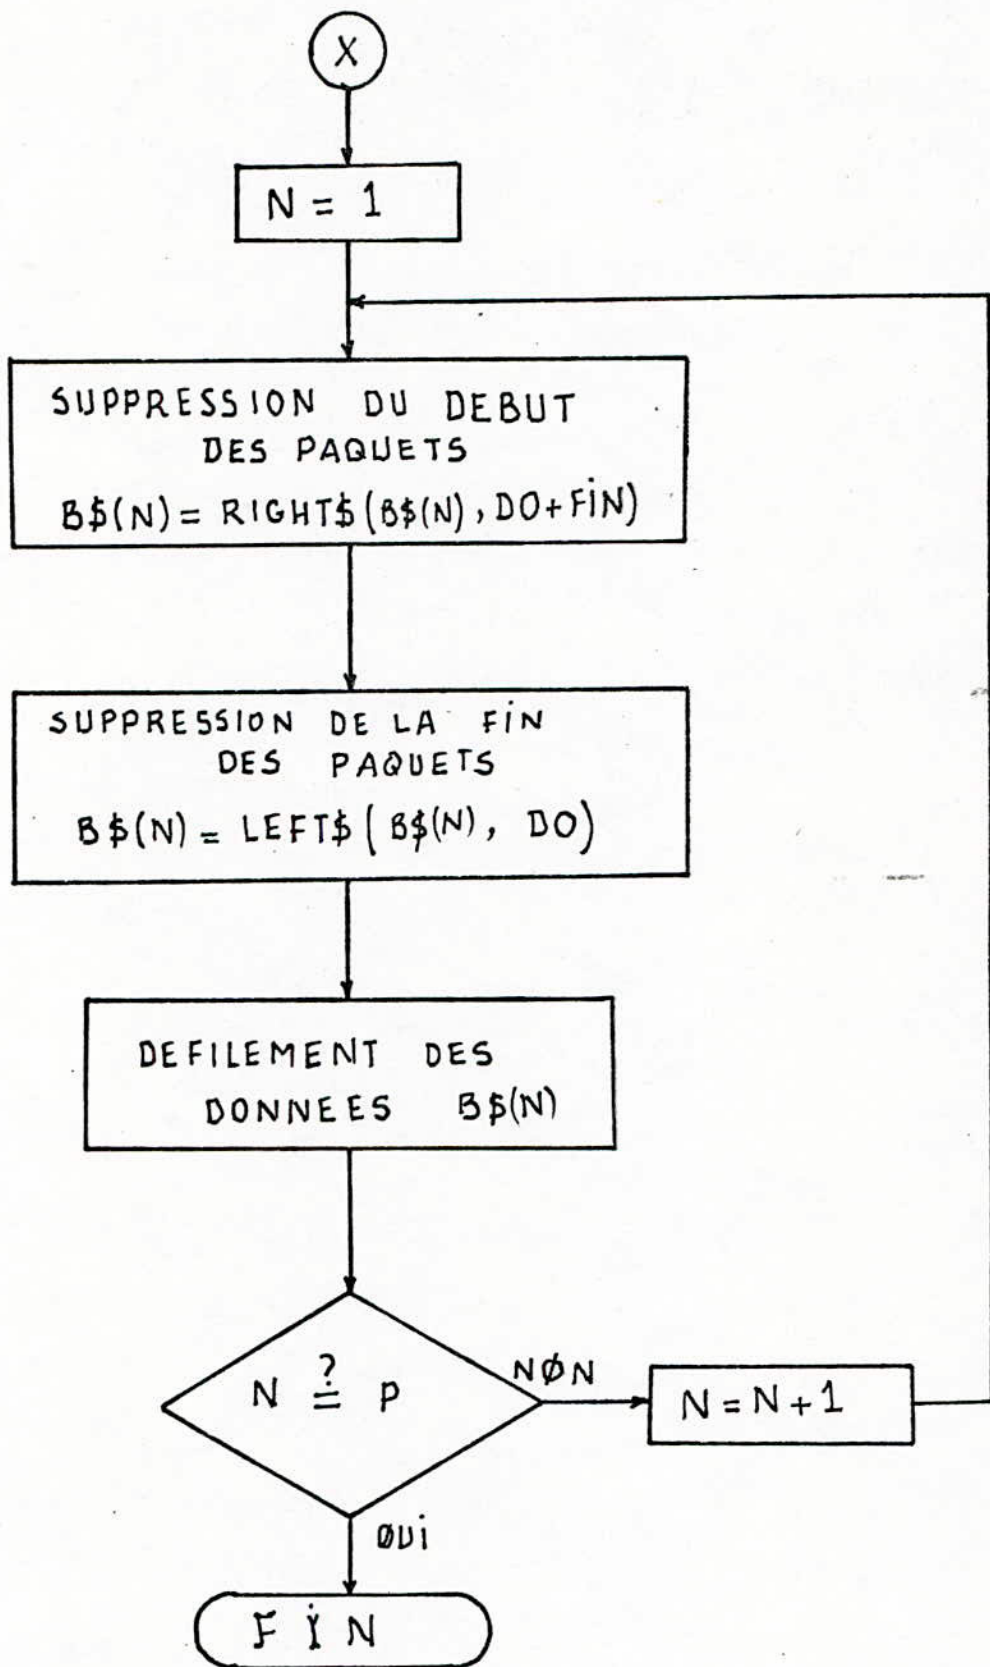 X
N = 1
SUPPRESSION DU DEBUT
DES PAQUETS
B$(N) = RIGHT$(B$(N), DO+FIN)
SUPPRESSION DE LA FIN
DES PAQUETS
B$(N) = LEFT$(B$(N), DO)
DEFILEMENT DES
DONNEES B$(N)
N ≟ P
NØN
N = N + 1
ØUI
FIN